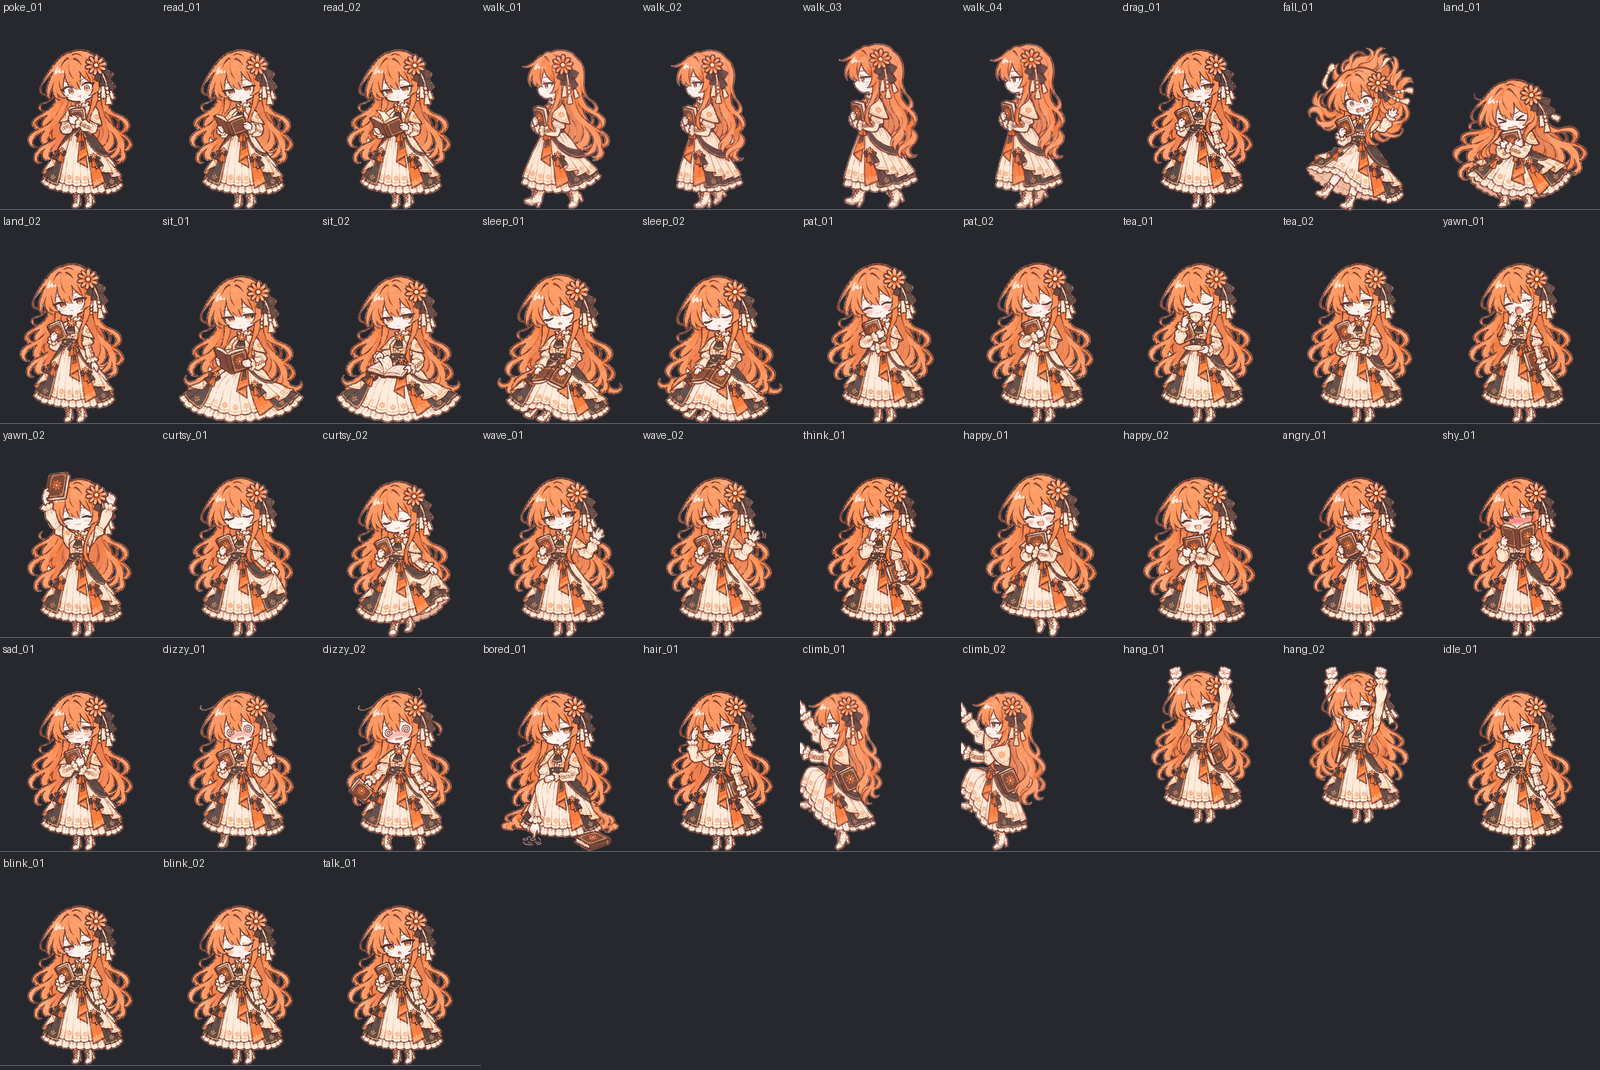 poke_01 read_01 read_02 walk_01 walk_02 walk_03 walk_04 drag_01 fall_01 land_01
land_02 sit_01 sit_02 sleep_01 sleep_02 pat_01 pat_02 tea_01 tea_02 yawn_01
yawn_02 curtsy_01 curtsy_02 wave_01 wave_02 think_01 happy_01 happy_02 angry_01 shy_01
sad_01 dizzy_01 dizzy_02 bored_01 hair_01 climb_01 climb_02 hang_01 hang_02 idle_01
blink_01 blink_02 talk_01